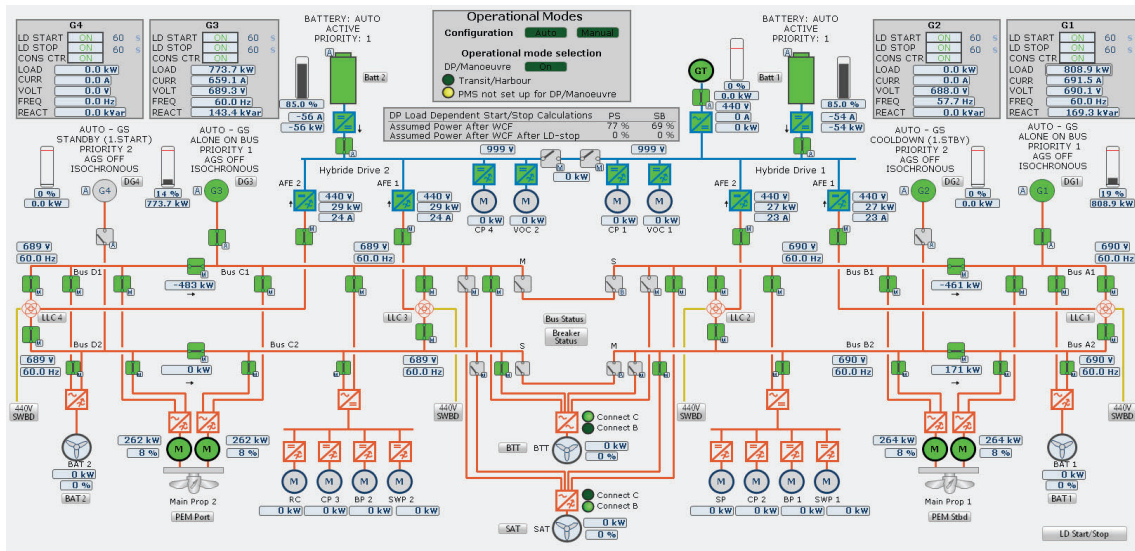 G4
LD START ON 60 s
LD STOP ON 60 s
CONS CTR ON
LOAD 0.0 kW
CURR 0.0 A
VOLT 0.0 V
FREQ 0.0 Hz
REACT 0.0 kVar
G3
LD START ON 60 s
LD STOP ON 60 s
CONS CTR ON
LOAD 773.7 kW
CURR 659.1 A
VOLT 689.3 V
FREQ 60.0 Hz
REACT 143.4 kVar
BATTERY: AUTO
ACTIVE
PRIORITY: 1
A
Batt 2
85.0 %
-56 A
-56 kW
Operational Modes
Configuration Auto Manual
Operational mode selection
DP/Manoeuvre On
Transit/Harbour
PMS not set up for DP/Manoeuvre
DP Load Dependent Start/Stop Calculations PS SB
Assumed Power After WCF 77 % 69 %
Assumed Power After WCF After LD-stop 0 % 0 %
GT
A
0 %
0.0 kW
440 V
0 A
0 kW
BATTERY: AUTO
ACTIVE
PRIORITY: 1
A
Batt 1
85.0 %
-54 A
-54 kW
G2
LD START ON 60 s
LD STOP ON 60 s
CONS CTR ON
LOAD 0.0 kW
CURR 0.0 A
VOLT 688.0 V
FREQ 57.7 Hz
REACT 0.0 kVar
G1
LD START ON 60 s
LD STOP ON 60 s
CONS CTR ON
LOAD 808.9 kW
CURR 691.5 A
VOLT 690.1 V
FREQ 60.0 Hz
REACT 169.3 kVar
AUTO - GS
STANDBY (1.START)
PRIORITY 2
AGS OFF
ISOCHRONOUS
DG4
A G4
0 %
0.0 kW
AUTO - GS
ALONE ON BUS
PRIORITY 1
AGS OFF
ISOCHRONOUS
DG3
A G3
14 %
773.7 kW
AUTO - GS
COOLDOWN (1.STBY)
PRIORITY 2
AGS OFF
ISOCHRONOUS
DG2
A G2
0 %
0.0 kW
AUTO - GS
ALONE ON BUS
PRIORITY 1
AGS OFF
ISOCHRONOUS
DG1
A G1
19 %
808.9 kW
999 V
999 V
0 kW
Hybride Drive 2
Hybride Drive 1
AFE 2
440 V
29 kW
24 A
AFE 1
440 V
29 kW
24 A
M M M M
0 kW 0 kW 0 kW 0 kW
CP 4 VOC 2 CP 1 VOC 1
AFE 2
440 V
27 kW
23 A
AFE 1
440 V
27 kW
23 A
689 V
60.0 Hz
689 V
60.0 Hz
690 V
60.0 Hz
690 V
60.0 Hz
Bus D1
Bus C1
M
S
Bus B1
Bus A1
-483 kW
-461 kW
LLC 4
LLC 3
Bus Status
Breaker
Status
LLC 2
LLC 1
Bus D2
Bus C2
S
M
Bus B2
Bus A2
689 V
60.0 Hz
0 kW
689 V
60.0 Hz
690 V
60.0 Hz
171 kW
690 V
60.0 Hz
440V
SWBD
440V
SWBD
440V
SWBD
440V
SWBD
Connect C
Connect B
BTT BTT
0 kW
0 %
262 kW
8 %
M M
262 kW
8 %
264 kW
8 %
M M
264 kW
8 %
BAT 2
0 kW
0 %
BAT 2
Main Prop 2
PEM Port
M M M M
RC CP 3 BP 2 SWP 2
0 kW 0 kW 0 kW 0 kW
Connect C
Connect B
SAT SAT
0 kW
0 %
M M M M
SP CP 2 BP 1 SWP 1
0 kW 0 kW 0 kW 0 kW
Main Prop 1
PEM Stbd
BAT 1
0 kW
0 %
BAT 1
LD Start/Stop